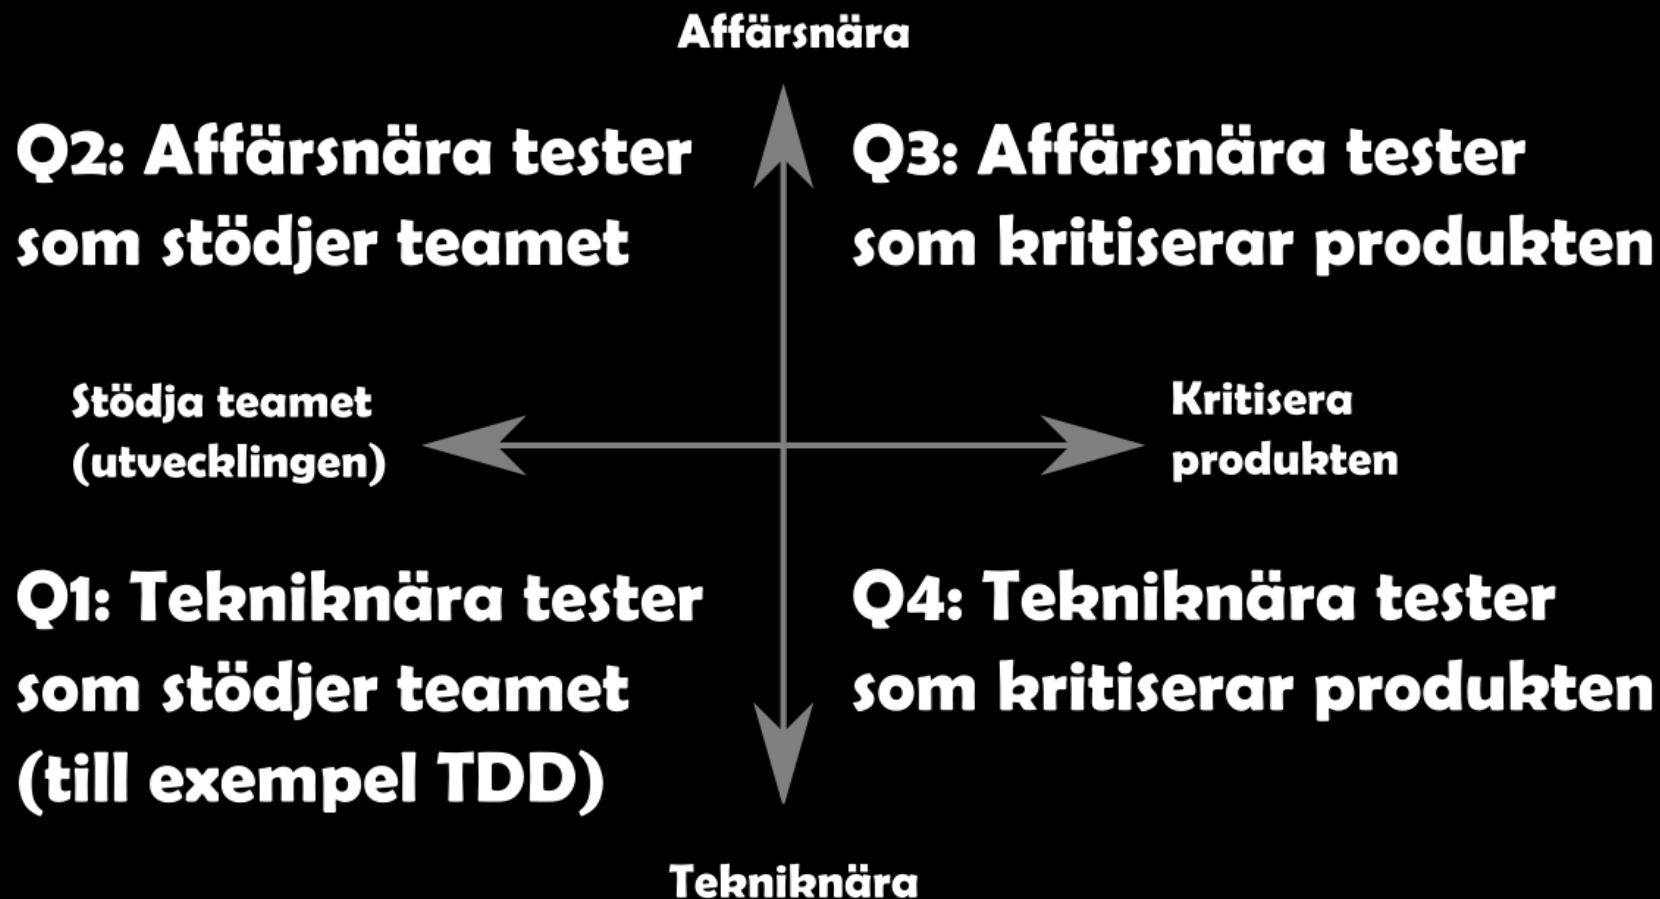 Affärsnära
Q2: Affärsnära tester
som stödjer teamet
Q3: Affärsnära tester
som kritiserar produkten
Stödja teamet
(utvecklingen)
Kritisera
produkten
Q1: Tekniknära tester
som stödjer teamet
(till exempel TDD)
Q4: Tekniknära tester
som kritiserar produkten
Tekniknära